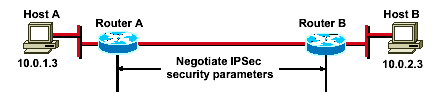 Host A
Router A
Router B
Host B
10.0.1.3
Negotiate IPSec
security parameters
10.0.2.3